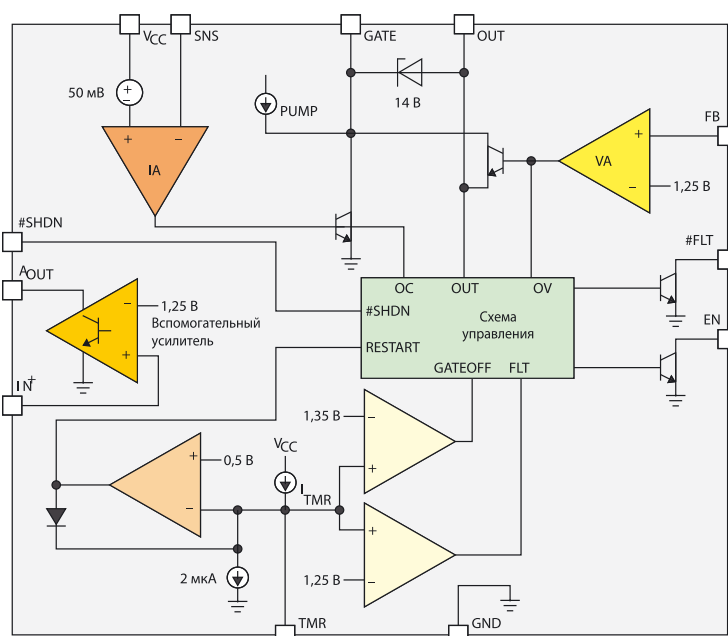 VCC SNS GATE OUT
50 мВ
+
−
+ −
IA
PUMP
14 В
FB
+
VA
− 1,25 В
#SHDN
#FLT
AOUT
− 1,25 В
Вспомогательный
усилитель
+
IN+
OC OUT OV
#SHDN
Схема
управления
RESTART
GATEOFF FLT
EN
1,35 В −
+
+ 0,5 В
−
VCC
ITMR
+
1,25 В −
2 мкА
TMR
GND